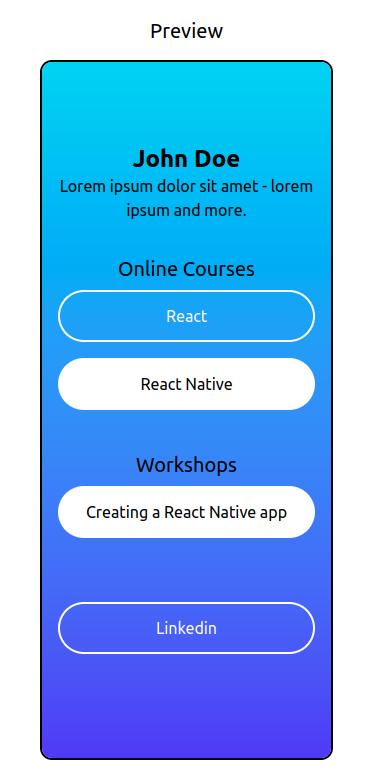 Preview
John Doe
Lorem ipsum dolor sit amet - lorem
ipsum and more.
Online Courses
React
React Native
Workshops
Creating a React Native app
Linkedin